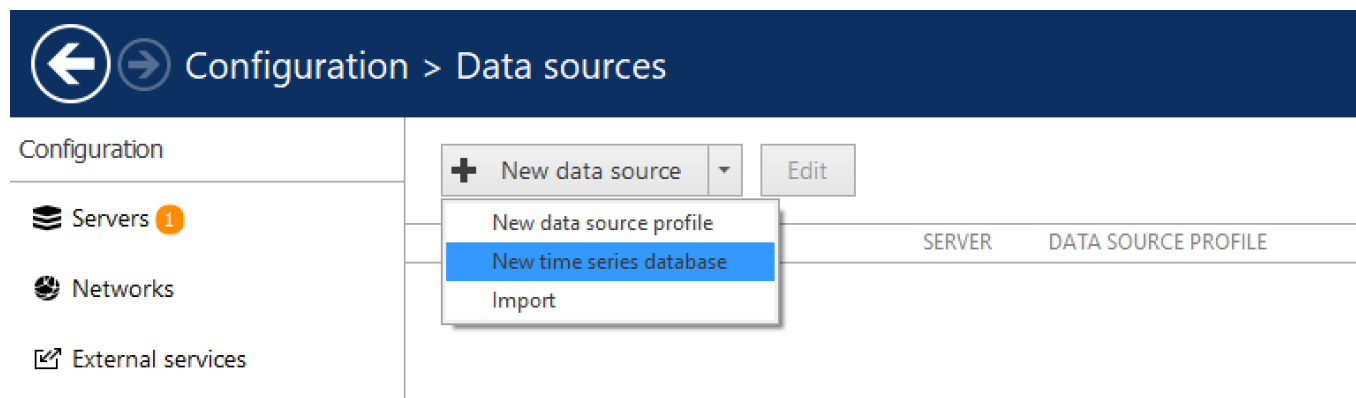 Configuration > Data sources
Configuration
New data source
Edit
Servers 1
New data source profile
SERVER
DATA SOURCE PROFILE
New time series database
Networks
Import
External services